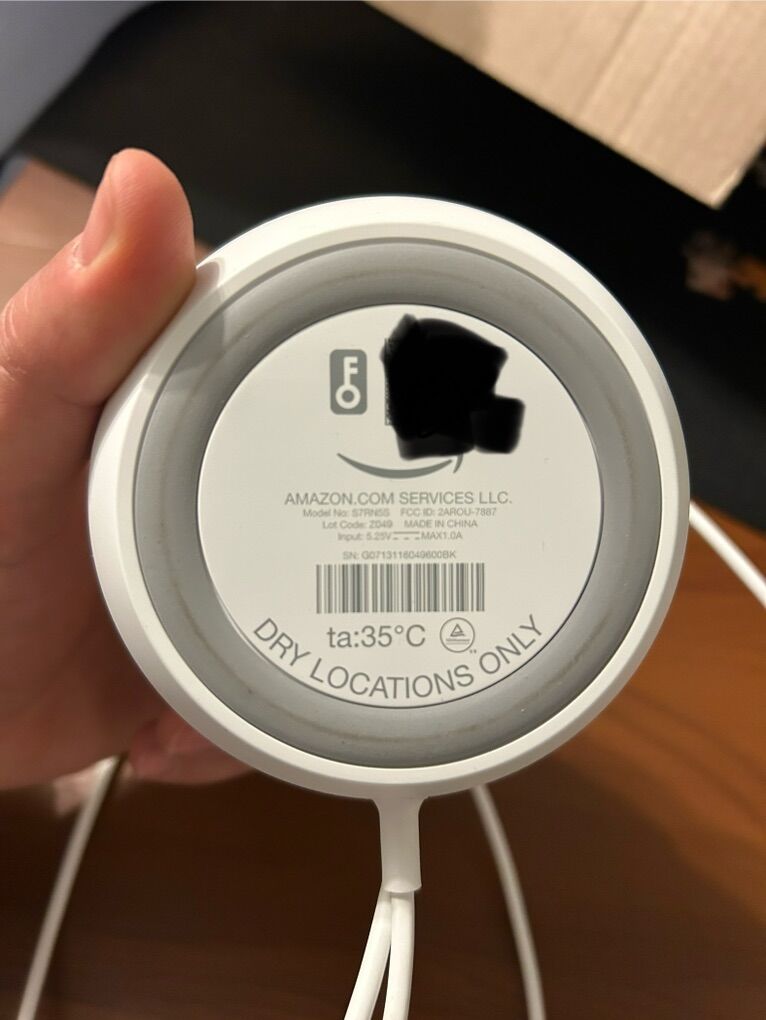 AMAZON.COM SERVICES LLC.
Model No: S7RN5S FCC ID: 2AROU-7887
Lot Code: Z049 MADE IN CHINA
Input: 5.25V MAX1.0A
SN: G0713116049600BK
ta:35°C
DRY LOCATIONS ONLY